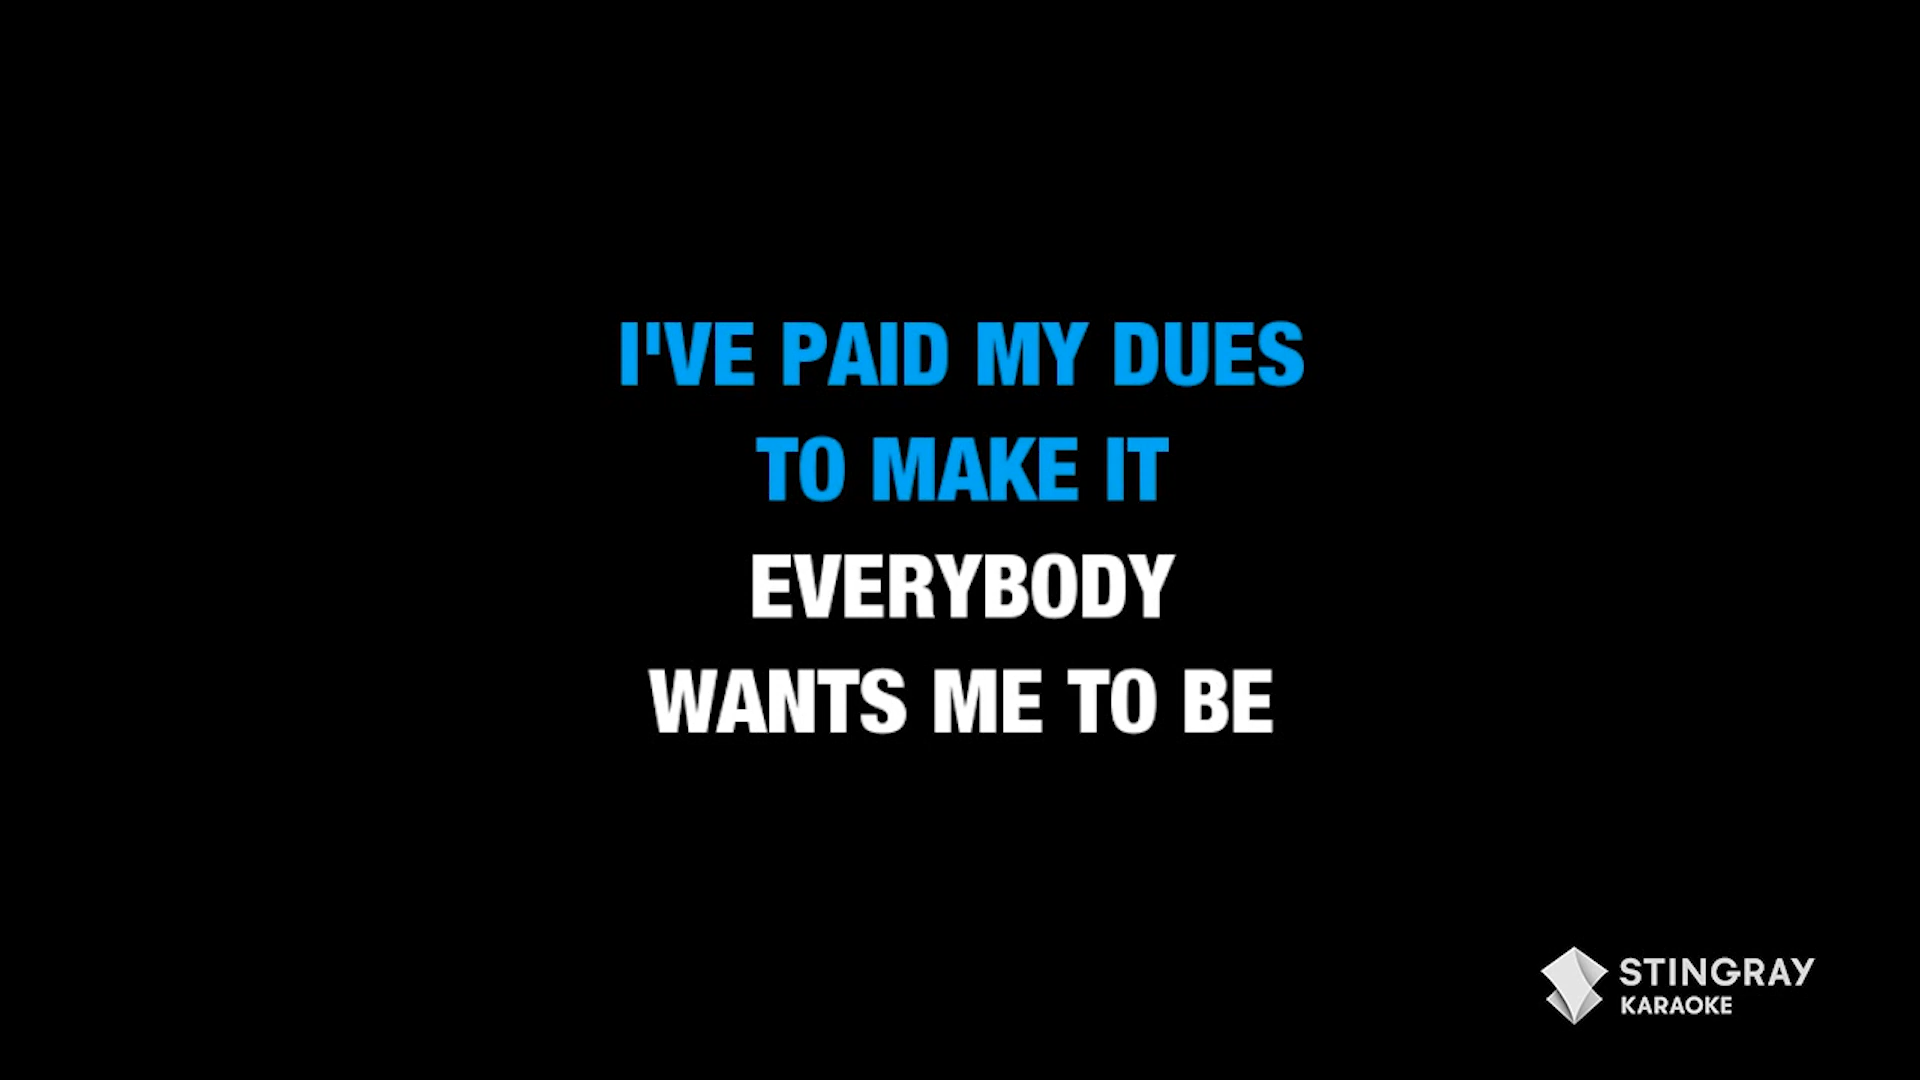 I'VE PAID MY DUES
TO MAKE IT
EVERYBODY
WANTS ME TO BE
STINGRAY
KARAOKE